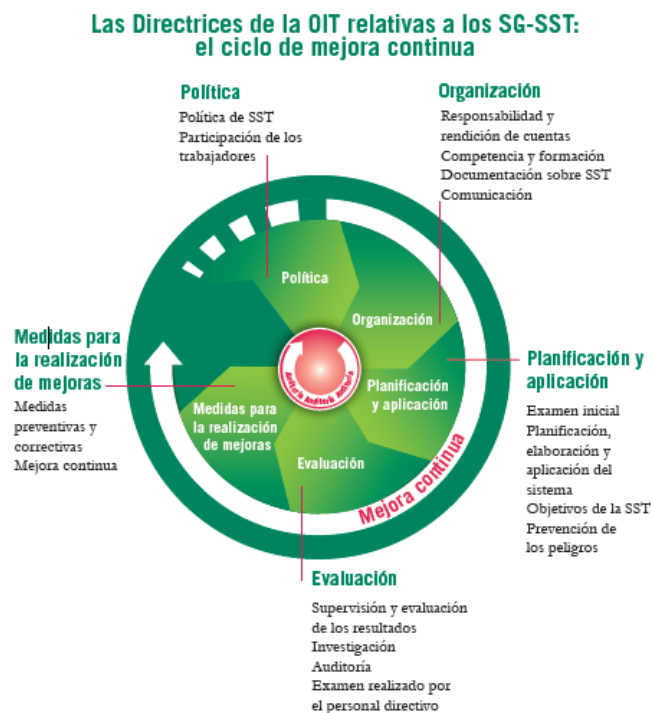 Las Directrices de la OIT relativas a los SG-SST:
el ciclo de mejora continua
Política
Política de SST
Participación de los
trabajadores
Organización
Responsabilidad y
rendición de cuentas
Competencia y formación
Documentación sobre SST
Comunicación
Política
Organización
Planificación
y aplicación
Evaluación
Medidas para
la realización
de mejoras
Auditoría Auditoría Auditoría
Mejora continua
Medidas para
la realización
de mejoras
Medidas
preventivas y
correctivas
Mejora continua
Planificación y
aplicación
Examen inicial
Planificación,
elaboración y
aplicación del
sistema
Objetivos de la SST
Prevención de
los peligros
Evaluación
Supervisión y evaluación
de los resultados
Investigación
Auditoría
Examen realizado por
el personal directivo